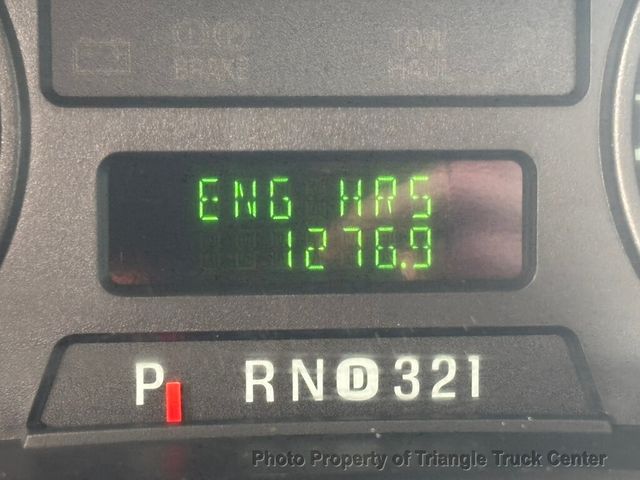 BRAKE
TOW
HAUL
ENG HRS
1276.9
P RND321
Photo Property of Triangle Truck Center